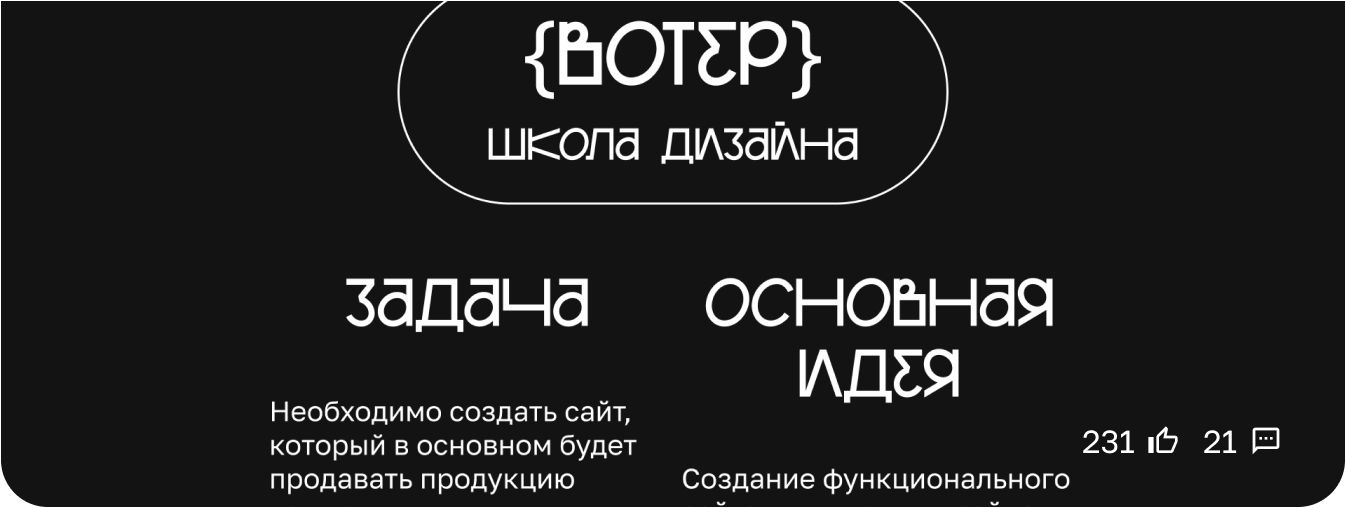 {ВОТЕР}
школа дизайна
задача
Необходимо создать сайт,
который в основном будет
продавать продукцию
основная
идея
Создание функционального
231 21